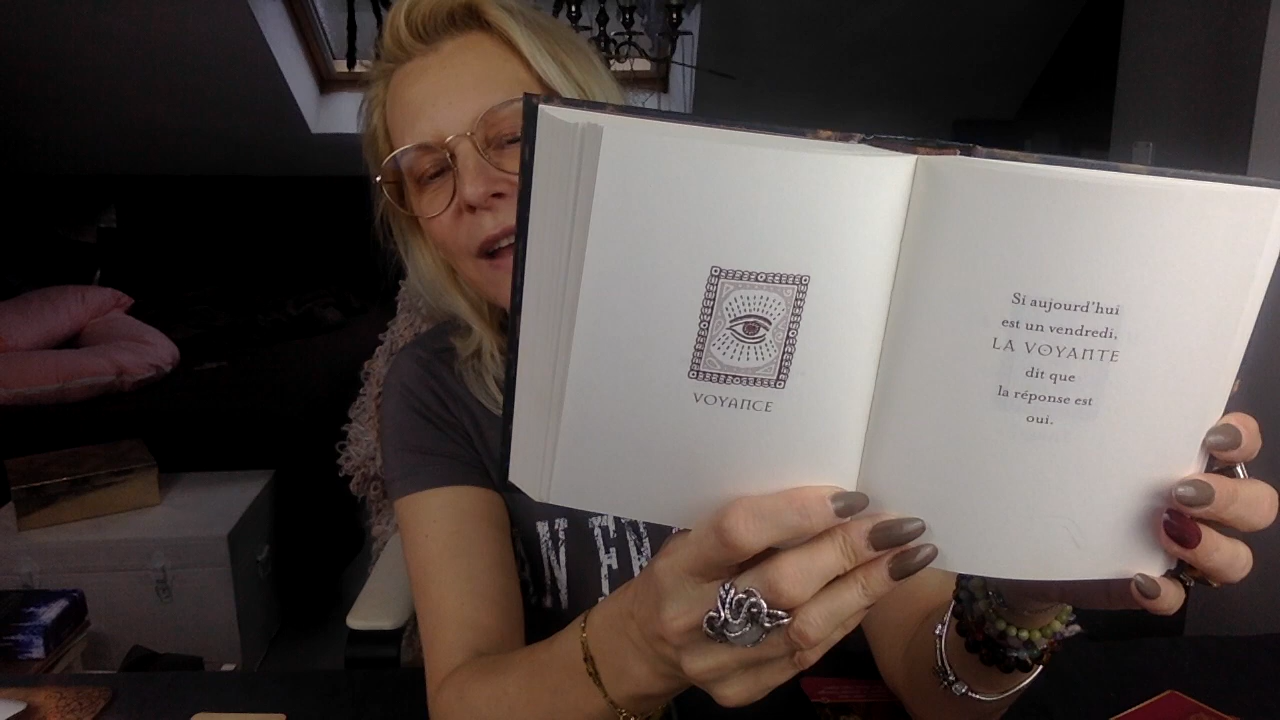 VOYANCE
Si aujourd'hui
est un vendredi,
LA VOYANTE
dit que
la réponse est
oui.